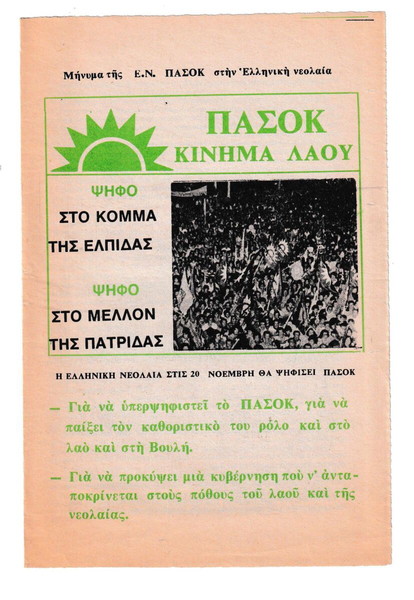 Μήνυμα τῆς Ε.Ν. ΠΑΣΟΚ στήν Ἑλληνική νεολαία
ΠΑΣΟΚ
ΚΙΝΗΜΑ ΛΑΟΥ
ΨΗΦΟ
ΣΤΟ ΚΟΜΜΑ
ΤΗΣ ΕΛΠΙΔΑΣ
ΨΗΦΟ
ΣΤΟ ΜΕΛΛΟΝ
ΤΗΣ ΠΑΤΡΙΔΑΣ
Η ΕΛΛΗΝΙΚΗ ΝΕΟΛΑΙΑ ΣΤΙΣ 20 ΝΟΕΜΒΡΗ ΘΑ ΨΗΦΙΣΕΙ ΠΑΣΟΚ
— Γιὰ νὰ ὑπερψηφιστεῖ τὸ ΠΑΣΟΚ, γιὰ νὰ
παίξει τὸν καθοριστικὸ του ρόλο καὶ στὸ
λαὸ καὶ στὴ Βουλή.
— Γιὰ νὰ προκύψει μιὰ κυβέρνηση ποὺ ν' ἀντα-
ποκρίνεται στοὺς πόθους τοῦ λαοῦ καὶ τῆς
νεολαίας.